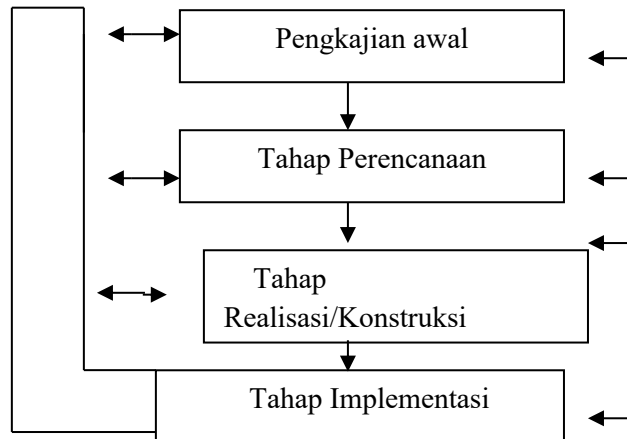 Pengkajian awal
Tahap Perencanaan
Tahap
Realisasi/Konstruksi
Tahap Implementasi